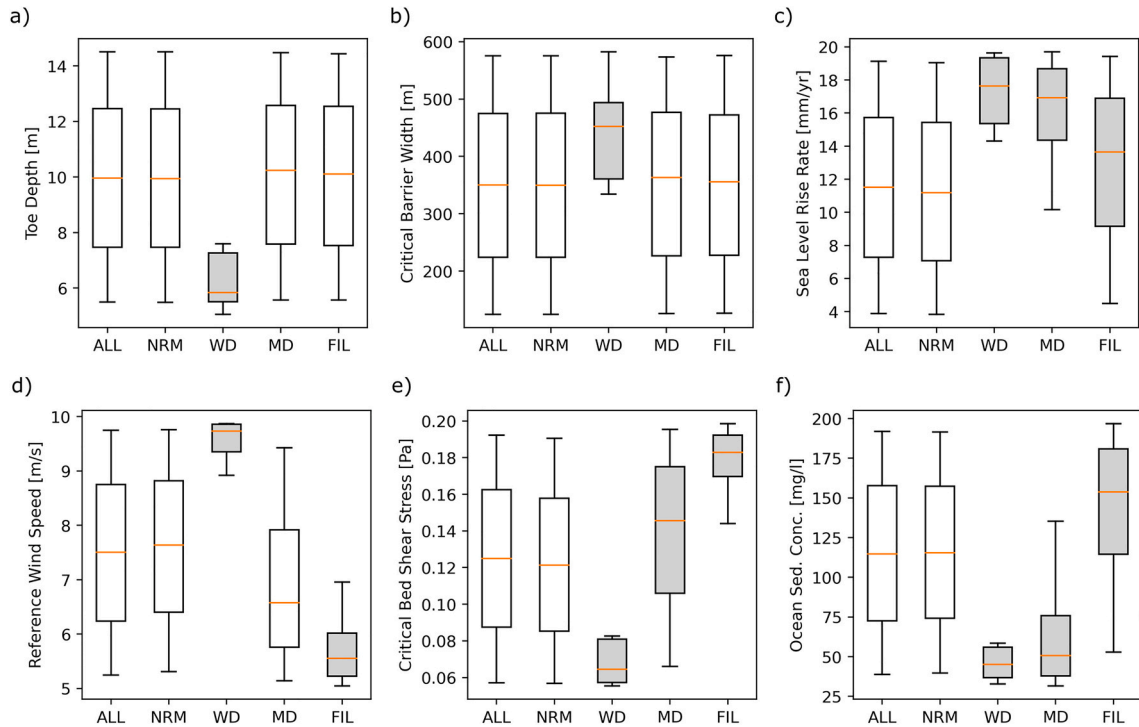 a)
Toe Depth [m]
14
12
10
8
6
ALL NRM WD MD FIL
b)
Critical Barrier Width [m]
600
500
400
300
200
ALL NRM WD MD FIL
c)
Sea Level Rise Rate [mm/yr]
20
18
16
14
12
10
8
6
4
ALL NRM WD MD FIL
d)
Reference Wind Speed [m/s]
10
9
8
7
6
5
ALL NRM WD MD FIL
e)
Critical Bed Shear Stress [Pa]
0.20
0.18
0.16
0.14
0.12
0.10
0.08
0.06
ALL NRM WD MD FIL
f)
Ocean Sed. Conc. [mg/l]
200
175
150
125
100
75
50
25
ALL NRM WD MD FIL